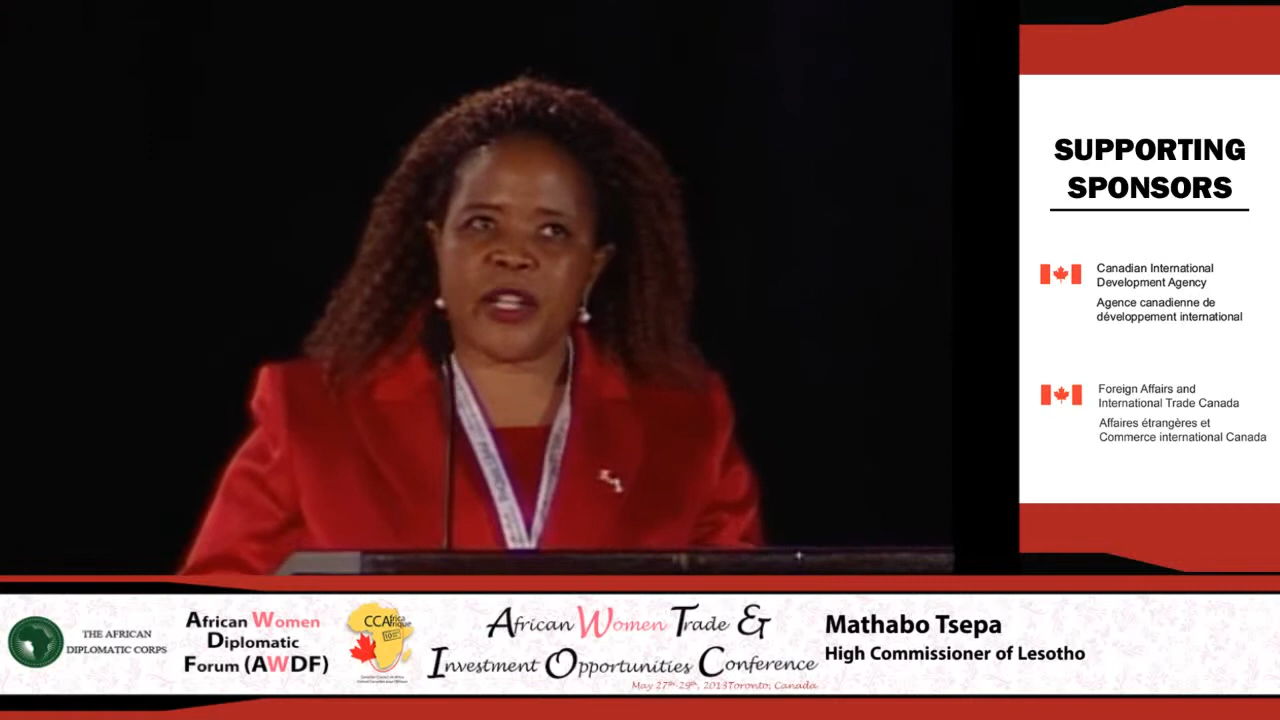 SUPPORTING
SPONSORS
Canadian International
Development Agency
Agence canadienne de
développement international
Foreign Affairs and
International Trade Canada
Affaires étrangères et
Commerce international Canada
THE AFRICAN
DIPLOMATIC CORPS
African Women
Diplomatic
Forum (AWDF)
CCAfrica
African Women Trade &
Investment Opportunities Conference
May 27th-29th, 2013Toronto, Canada
Mathabo Tsepa
High Commissioner of Lesotho